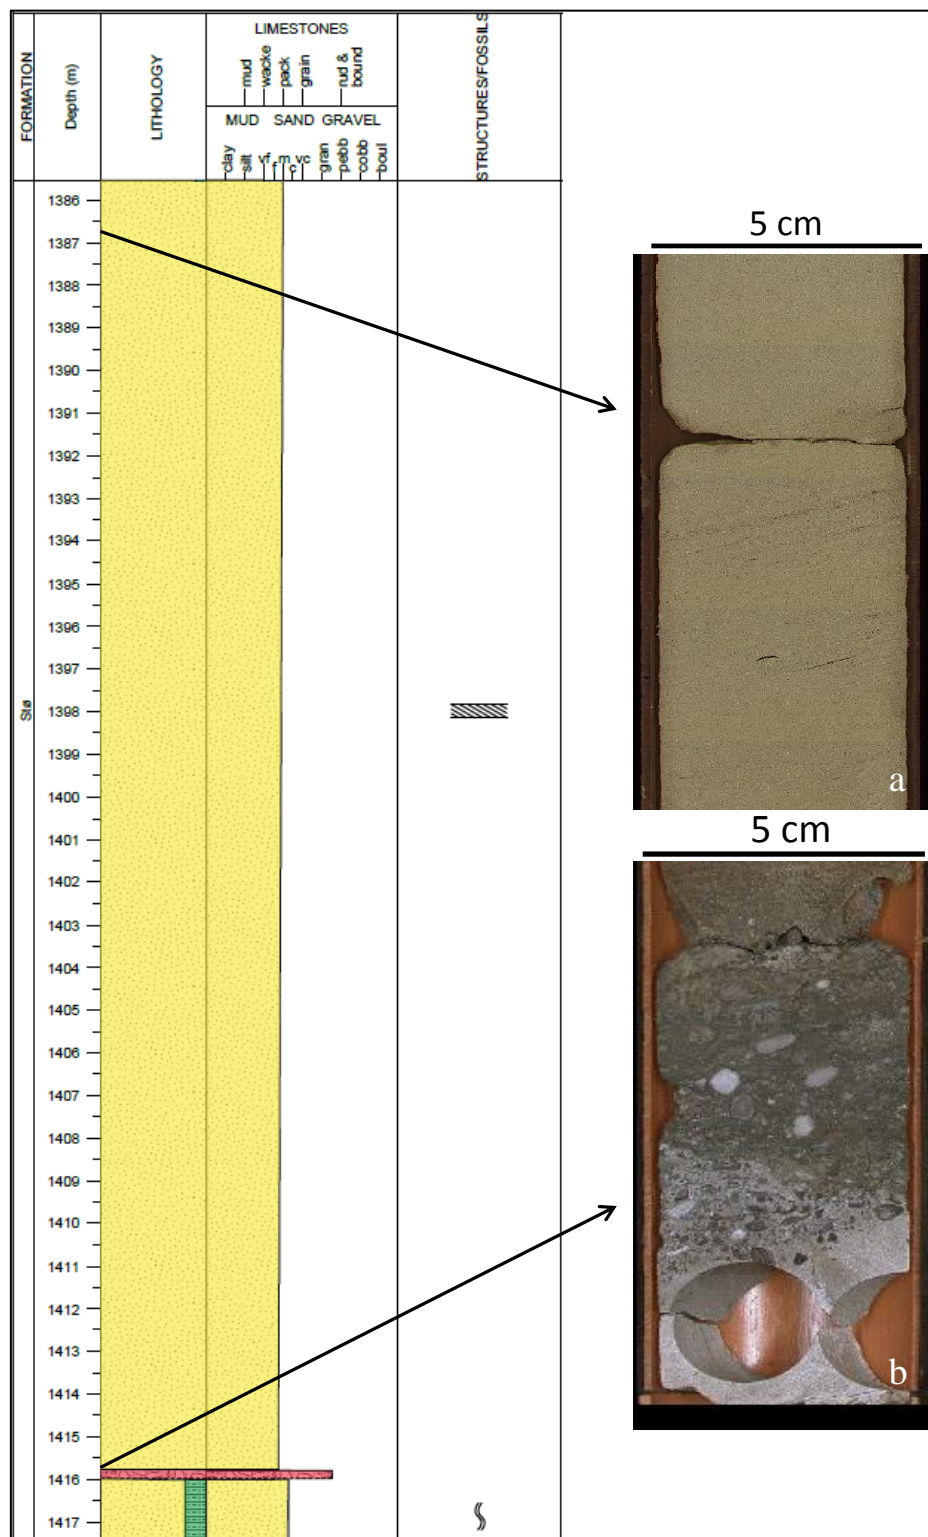 FORMATION
Depth (m)
LITHOLOGY
LIMESTONES
mud
wacke
pack
grain
rud &
bound
MUD SAND GRAVEL
clay
silt
vf
f
m
c
vc
gran
pebb
cobb
boul
STRUCTURES/FOSSILS
1386
1387
1388
1389
1390
1391
1392
1393
1394
1395
1396
1397
1398
1399
1400
1401
1402
1403
1404
1405
1406
1407
1408
1409
1410
1411
1412
1413
1414
1415
1416
1417
Stø
5 cm
a
5 cm
b